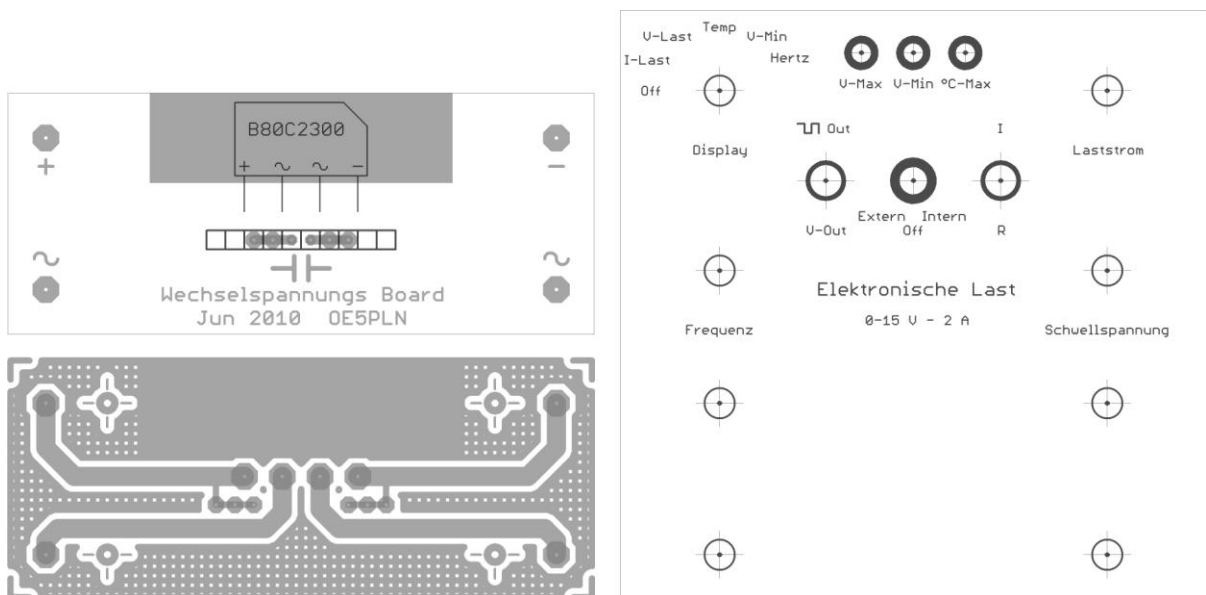 B80C2300
+ ~ ~ -
+ -
~ ~
Wechselspannungs Board
Jun 2010 OE5PLN
Temp
V-Last V-Min
I-Last Hertz
Off
V-Max V-Min °C-Max
Display
Out I
Laststrom
Extern Intern
V-Out Off R
Elektronische Last
0-15 V - 2 A
Frequenz Schwellspannung